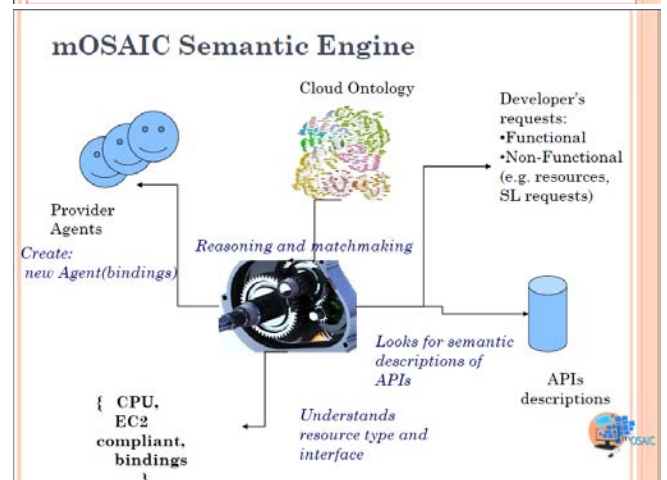 mOSAIC Semantic Engine
Cloud Ontology
Developer's
requests:
•Functional
•Non-Functional
(e.g. resources,
SL requests)
Provider
Agents
Create:
new Agent(bindings)
Reasoning and matchmaking
Looks for semantic
descriptions of
APIs
APIs
descriptions
{ CPU,
EC2
compliant,
bindings
}
Understands
resource type and
interface
mOSAIC